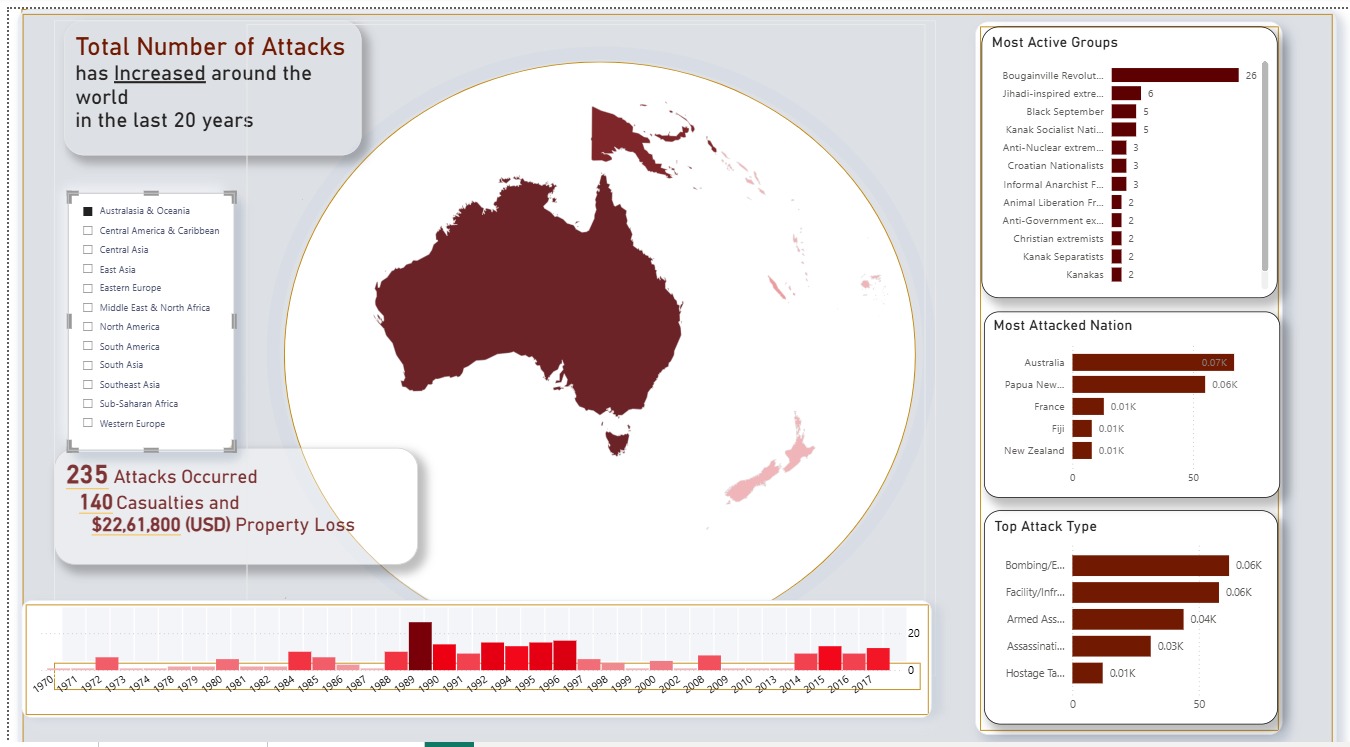 Total Number of Attacks
has Increased around the
world
in the last 20 years
Australasia & Oceania
Central America & Caribbean
Central Asia
East Asia
Eastern Europe
Middle East & North Africa
North America
South America
South Asia
Southeast Asia
Sub-Saharan Africa
Western Europe
235 Attacks Occurred
140 Casualties and
$22,61,800 (USD) Property Loss
20
0
1970 1971 1972 1973 1974 1978 1979 1980 1981 1982 1984 1985 1986 1987 1988 1989 1990 1991 1992 1994 1995 1996 1997 1998 1999 2000 2002 2008 2009 2010 2013 2014 2015 2016 2017
Most Active Groups
Bougainville Revolut... 26
Jihadi-inspired extre... 6
Black September 5
Kanak Socialist Nati... 5
Anti-Nuclear extrem... 3
Croatian Nationalists 3
Informal Anarchist F... 3
Animal Liberation Fr... 2
Anti-Government ex... 2
Christian extremists 2
Kanak Separatists 2
Kanakas 2
Most Attacked Nation
Australia 0.07K
Papua New... 0.06K
France 0.01K
Fiji 0.01K
New Zealand 0.01K
0 50
Top Attack Type
Bombing/E... 0.06K
Facility/Infr... 0.06K
Armed Ass... 0.04K
Assassinati... 0.03K
Hostage Ta... 0.01K
0 50